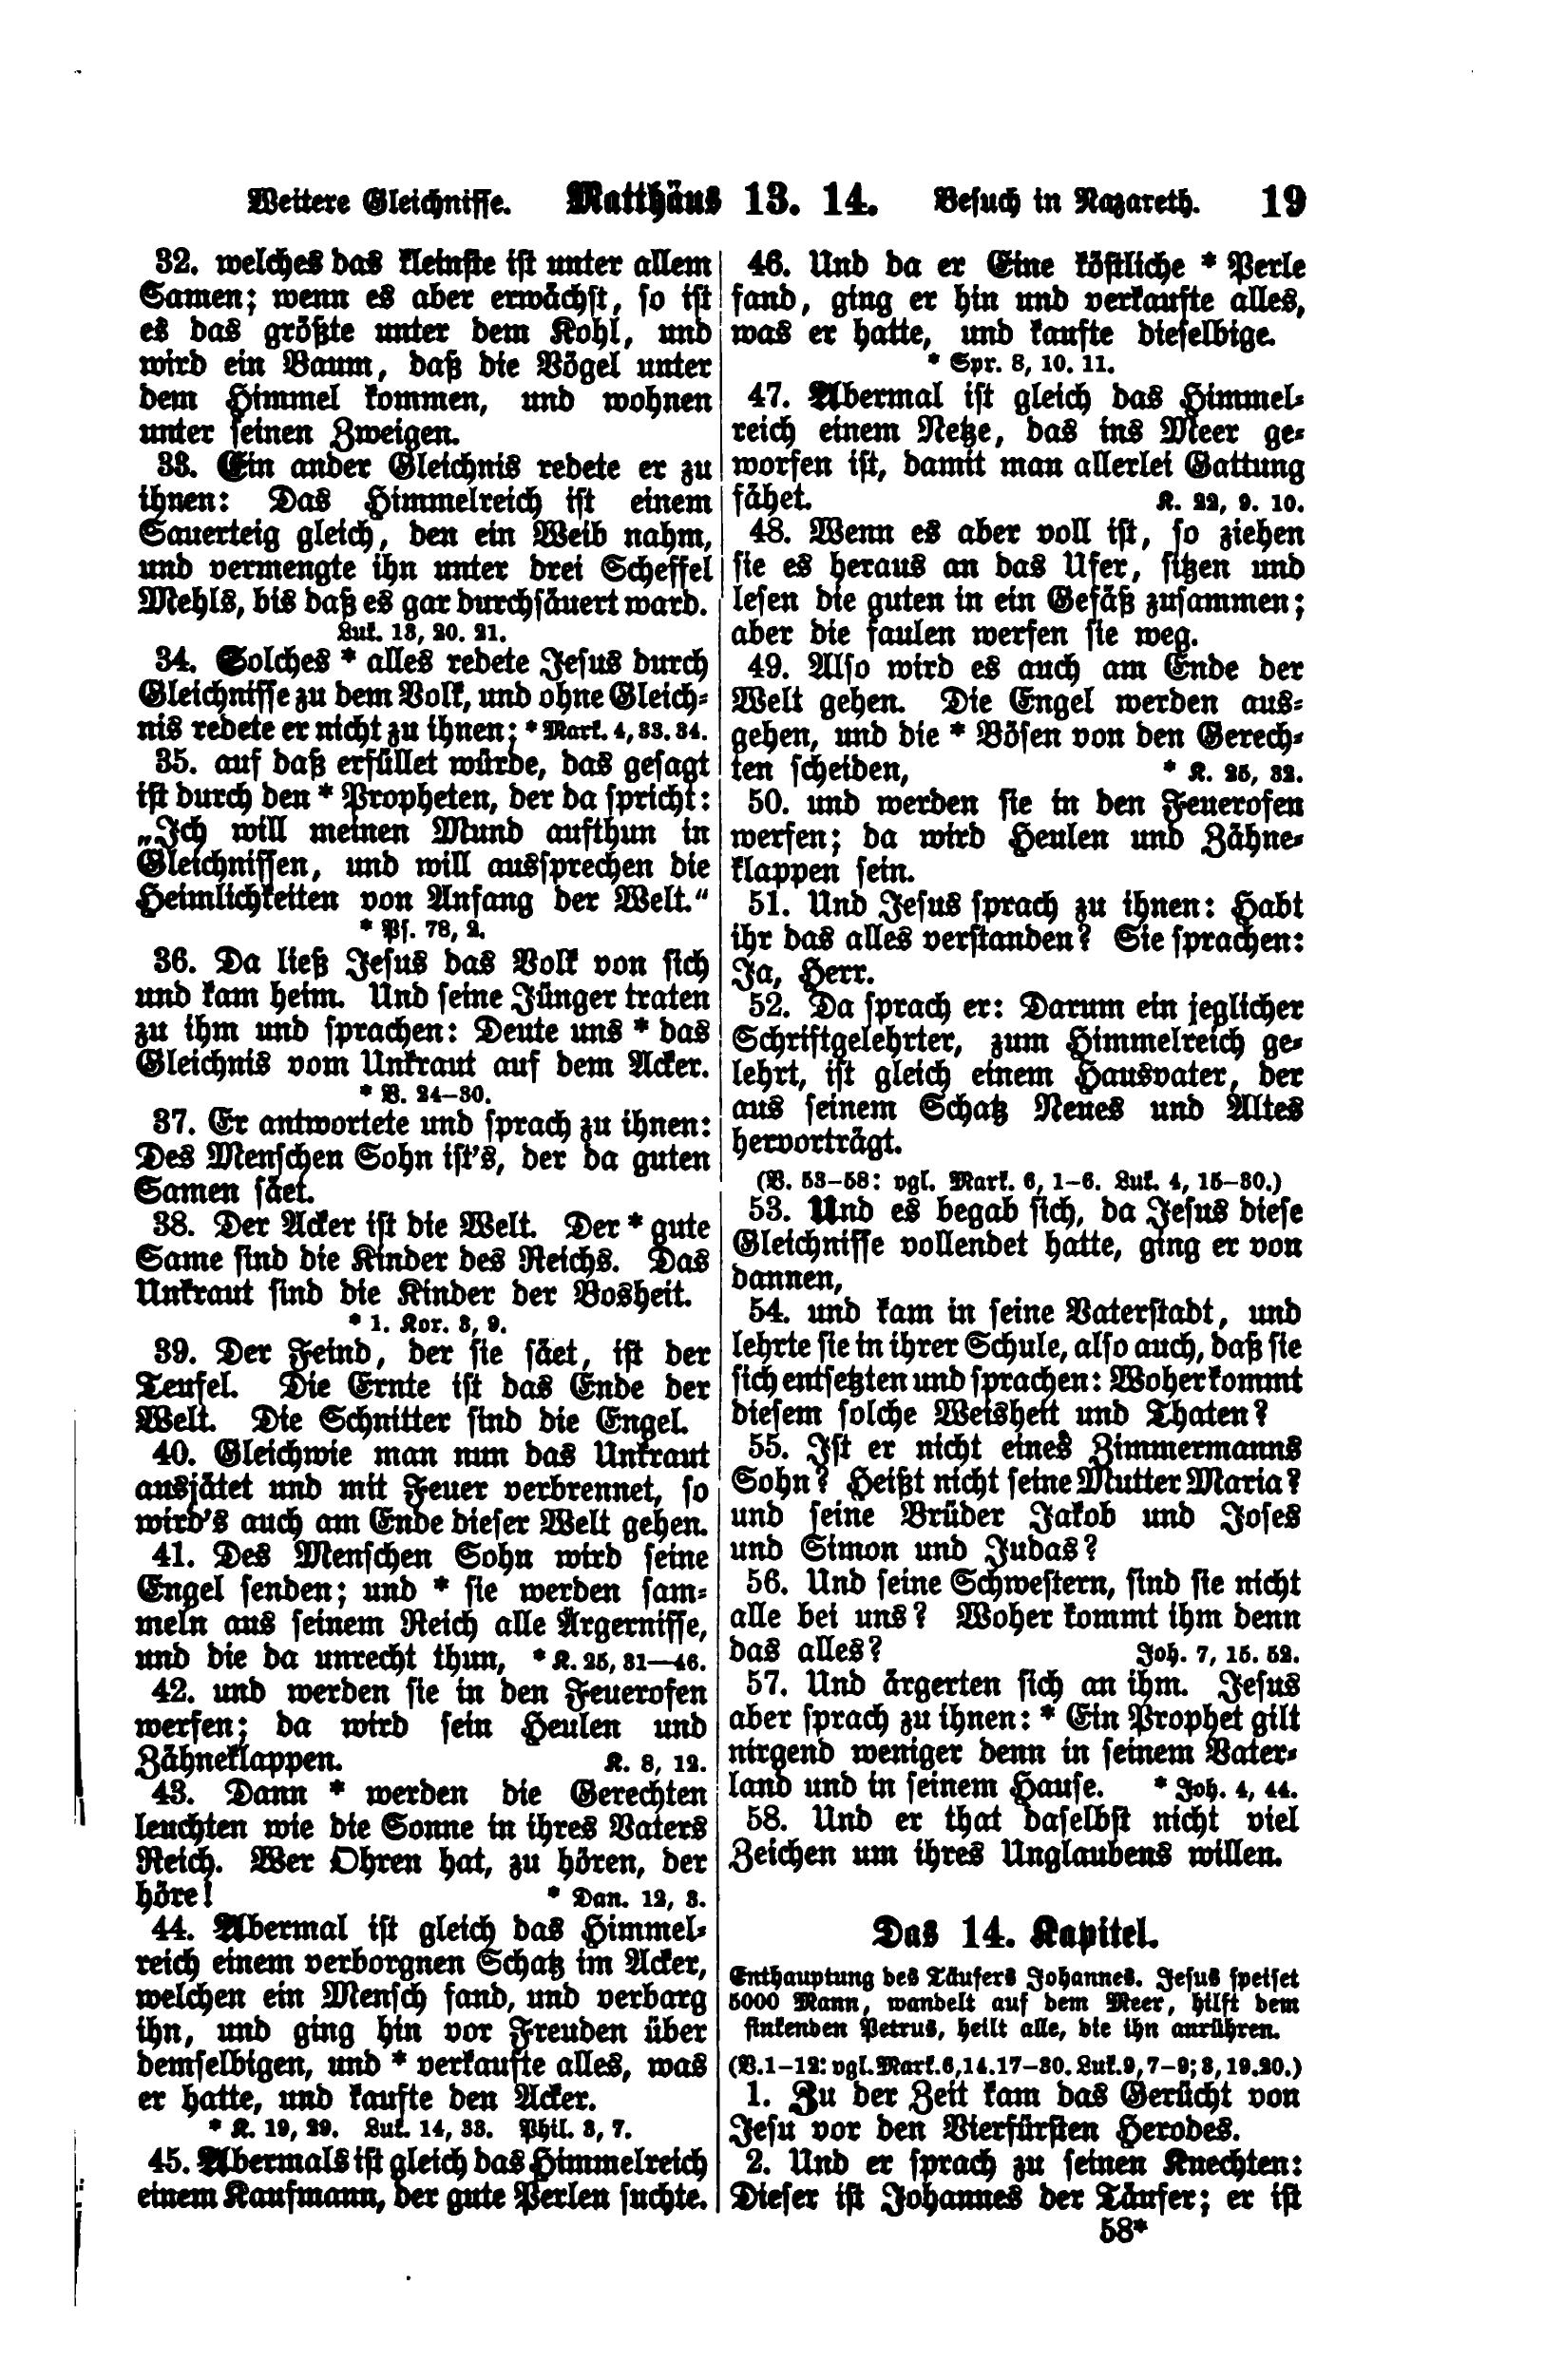 Weitere Gleichnisse. Matthäus 13. 14. Besuch in Nazareth. 19
32. welches das kleinste ist unter allem
Samen; wenn es aber erwächst, so ist
es das größte unter dem Kohl, und
wird ein Baum, daß die Vögel unter
dem Himmel kommen, und wohnen
unter seinen Zweigen.
33. Ein ander Gleichnis redete er zu
ihnen: Das Himmelreich ist einem
Sauerteig gleich, den ein Weib nahm,
und vermengte ihn unter drei Scheffel
Mehls, bis daß es gar durchsäuert ward.
Luk. 13, 20. 21.
34. Solches * alles redete Jesus durch
Gleichnisse zu dem Volk, und ohne Gleich-
nis redete er nicht zu ihnen; * Mark. 4, 33. 34.
35. auf daß erfüllet würde, das gesagt
ist durch den * Propheten, der da spricht:
„Ich will meinen Mund aufthun in
Gleichnissen, und will aussprechen die
Heimlichkeiten von Anfang der Welt.“
* Ps. 78, 2.
36. Da ließ Jesus das Volk von sich
und kam heim. Und seine Jünger traten
zu ihm und sprachen: Deute uns * das
Gleichnis vom Unkraut auf dem Acker.
* V. 24–30.
37. Er antwortete und sprach zu ihnen:
Des Menschen Sohn ist's, der da guten
Samen säet.
38. Der Acker ist die Welt. Der * gute
Same sind die Kinder des Reichs. Das
Unkraut sind die Kinder der Bosheit.
* 1. Kor. 3, 9.
39. Der Feind, der sie säet, ist der
Teufel. Die Ernte ist das Ende der
Welt. Die Schnitter sind die Engel.
40. Gleichwie man nun das Unkraut
ausjätet und mit Feuer verbrennet, so
wird's auch am Ende dieser Welt gehen.
41. Des Menschen Sohn wird seine
Engel senden; und * sie werden sam-
meln aus seinem Reich alle Ärgernisse,
und die da unrecht thun, * K. 25, 31—46.
42. und werden sie in den Feuerofen
werfen; da wird sein Heulen und
Zähneklappen. K. 8, 12.
43. Dann * werden die Gerechten
leuchten wie die Sonne in ihres Vaters
Reich. Wer Ohren hat, zu hören, der
höre! * Dan. 12, 3.
44. Abermal ist gleich das Himmel-
reich einem verborgnen Schatz im Acker,
welchen ein Mensch fand, und verbarg
ihn, und ging hin vor Freuden über
demselbigen, und * verkaufte alles, was
er hatte, und kaufte den Acker.
* K. 19, 29. Luk. 14, 33. Phil. 3, 7.
45. Abermals ist gleich das Himmelreich
einem Kaufmann, der gute Perlen suchte.
46. Und da er Eine köstliche * Perle
fand, ging er hin und verkaufte alles,
was er hatte, und kaufte dieselbige.
* Spr. 8, 10. 11.
47. Abermal ist gleich das Himmel-
reich einem Netze, das ins Meer ge-
worfen ist, damit man allerlei Gattung
fähet. K. 22, 9. 10.
48. Wenn es aber voll ist, so ziehen
sie es heraus an das Ufer, sitzen und
lesen die guten in ein Gefäß zusammen;
aber die faulen werfen sie weg.
49. Also wird es auch am Ende der
Welt gehen. Die Engel werden aus-
gehen, und die * Bösen von den Gerech-
ten scheiden, * K. 25, 32.
50. und werden sie in den Feuerofen
werfen; da wird Heulen und Zähne-
klappen sein.
51. Und Jesus sprach zu ihnen: Habt
ihr das alles verstanden? Sie sprachen:
Ja, Herr.
52. Da sprach er: Darum ein jeglicher
Schriftgelehrter, zum Himmelreich ge-
lehrt, ist gleich einem Hausvater, der
aus seinem Schatz Neues und Altes
hervorträgt.
(V. 53–58: vgl. Mark. 6, 1–6. Luk. 4, 15–30.)
53. Und es begab sich, da Jesus diese
Gleichnisse vollendet hatte, ging er von
dannen,
54. und kam in seine Vaterstadt, und
lehrte sie in ihrer Schule, also auch, daß sie
sich entsetzten und sprachen: Woher kommt
diesem solche Weisheit und Thaten?
55. Ist er nicht eines Zimmermanns
Sohn? Heißt nicht seine Mutter Maria?
und seine Brüder Jakob und Joses
und Simon und Judas?
56. Und seine Schwestern, sind sie nicht
alle bei uns? Woher kommt ihm denn
das alles? Joh. 7, 15. 52.
57. Und ärgerten sich an ihm. Jesus
aber sprach zu ihnen: * Ein Prophet gilt
nirgend weniger denn in seinem Vater-
land und in seinem Hause. * Joh. 4, 44.
58. Und er that daselbst nicht viel
Zeichen um ihres Unglaubens willen.
Das 14. Kapitel.
Enthauptung des Täufers Johannes. Jesus speiset
5000 Mann, wandelt auf dem Meer, hilft dem
sinkenden Petrus, heilt alle, die ihn anrühren.
(V. 1–12: vgl. Mark. 6, 14. 17–30. Luk. 9, 7–9; 3, 19. 20.)
1. Zu der Zeit kam das Gerücht von
Jesu vor den Vierfürsten Herodes.
2. Und er sprach zu seinen Knechten:
Dieser ist Johannes der Täufer; er ist
58*